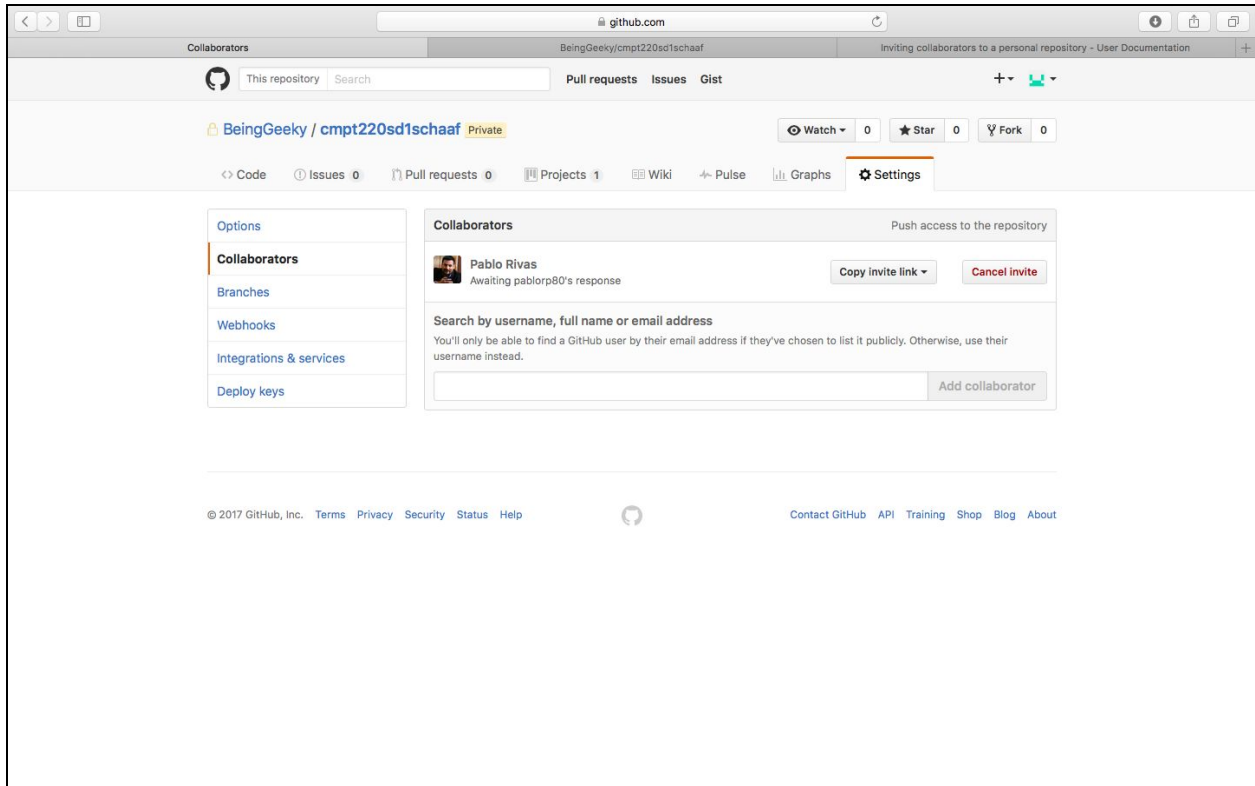 github.com
Collaborators BeingGeeky/cmpt220sd1schaaf Inviting collaborators to a personal repository - User Documentation
This repository Search Pull requests Issues Gist
BeingGeeky / cmpt220sd1schaaf Private Watch 0 Star 0 Fork 0
Code Issues 0 Pull requests 0 Projects 1 Wiki Pulse Graphs Settings
Options
Collaborators
Branches
Webhooks
Integrations & services
Deploy keys
Collaborators Push access to the repository
Pablo Rivas
Awaiting pablorp80's response
Copy invite link Cancel invite
Search by username, full name or email address
You'll only be able to find a GitHub user by their email address if they've chosen to list it publicly. Otherwise, use their
username instead.
Add collaborator
© 2017 GitHub, Inc. Terms Privacy Security Status Help Contact GitHub API Training Shop Blog About